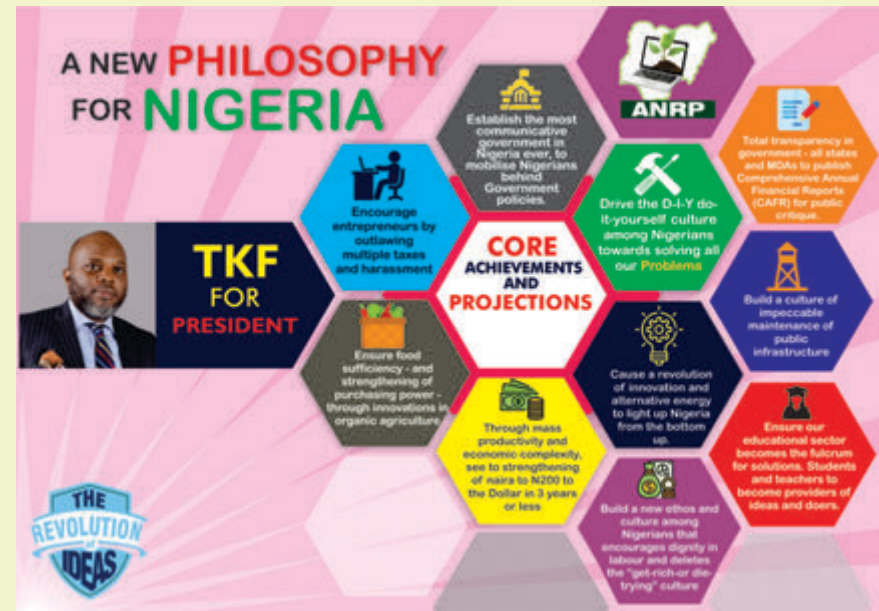 A NEW PHILOSOPHY
FOR NIGERIA
TKF
FOR
PRESIDENT
Encourage
entrepreneurs by
outlawing
multiple taxes
and harassment
Establish the most
communicative
government in
Nigeria ever, to
mobilise Nigerians
behind
Government
policies.
ANRP
Total transparency in
government - all states
and MDAs to publish
Comprehensive Annual
Financial Reports
(CAFR) for public
critique.
Drive the D-I-Y do-
it-yourself culture
among Nigerians
towards solving all
our Problems
CORE
ACHIEVEMENTS
AND
PROJECTIONS
Build a culture of
impeccable
maintenance of
public
infrastructure
Ensure food
sufficiency - and
strengthening of
purchasing power -
through innovations in
organic agriculture
Cause a revolution
of innovation and
alternative energy
to light up Nigeria
from the bottom
up.
Through mass
productivity and
economic complexity,
see to strengthening
of naira to N200 to
the Dollar in 3 years
or less
Ensure our
educational sector
becomes the fulcrum
for solutions. Students
and teachers to
become providers of
ideas and doers.
Build a new ethos and
culture among
Nigerians that
encourages dignity in
labour and deletes
the "get-rich-or die-
trying" culture
THE
REVOLUTION
of
IDEAS